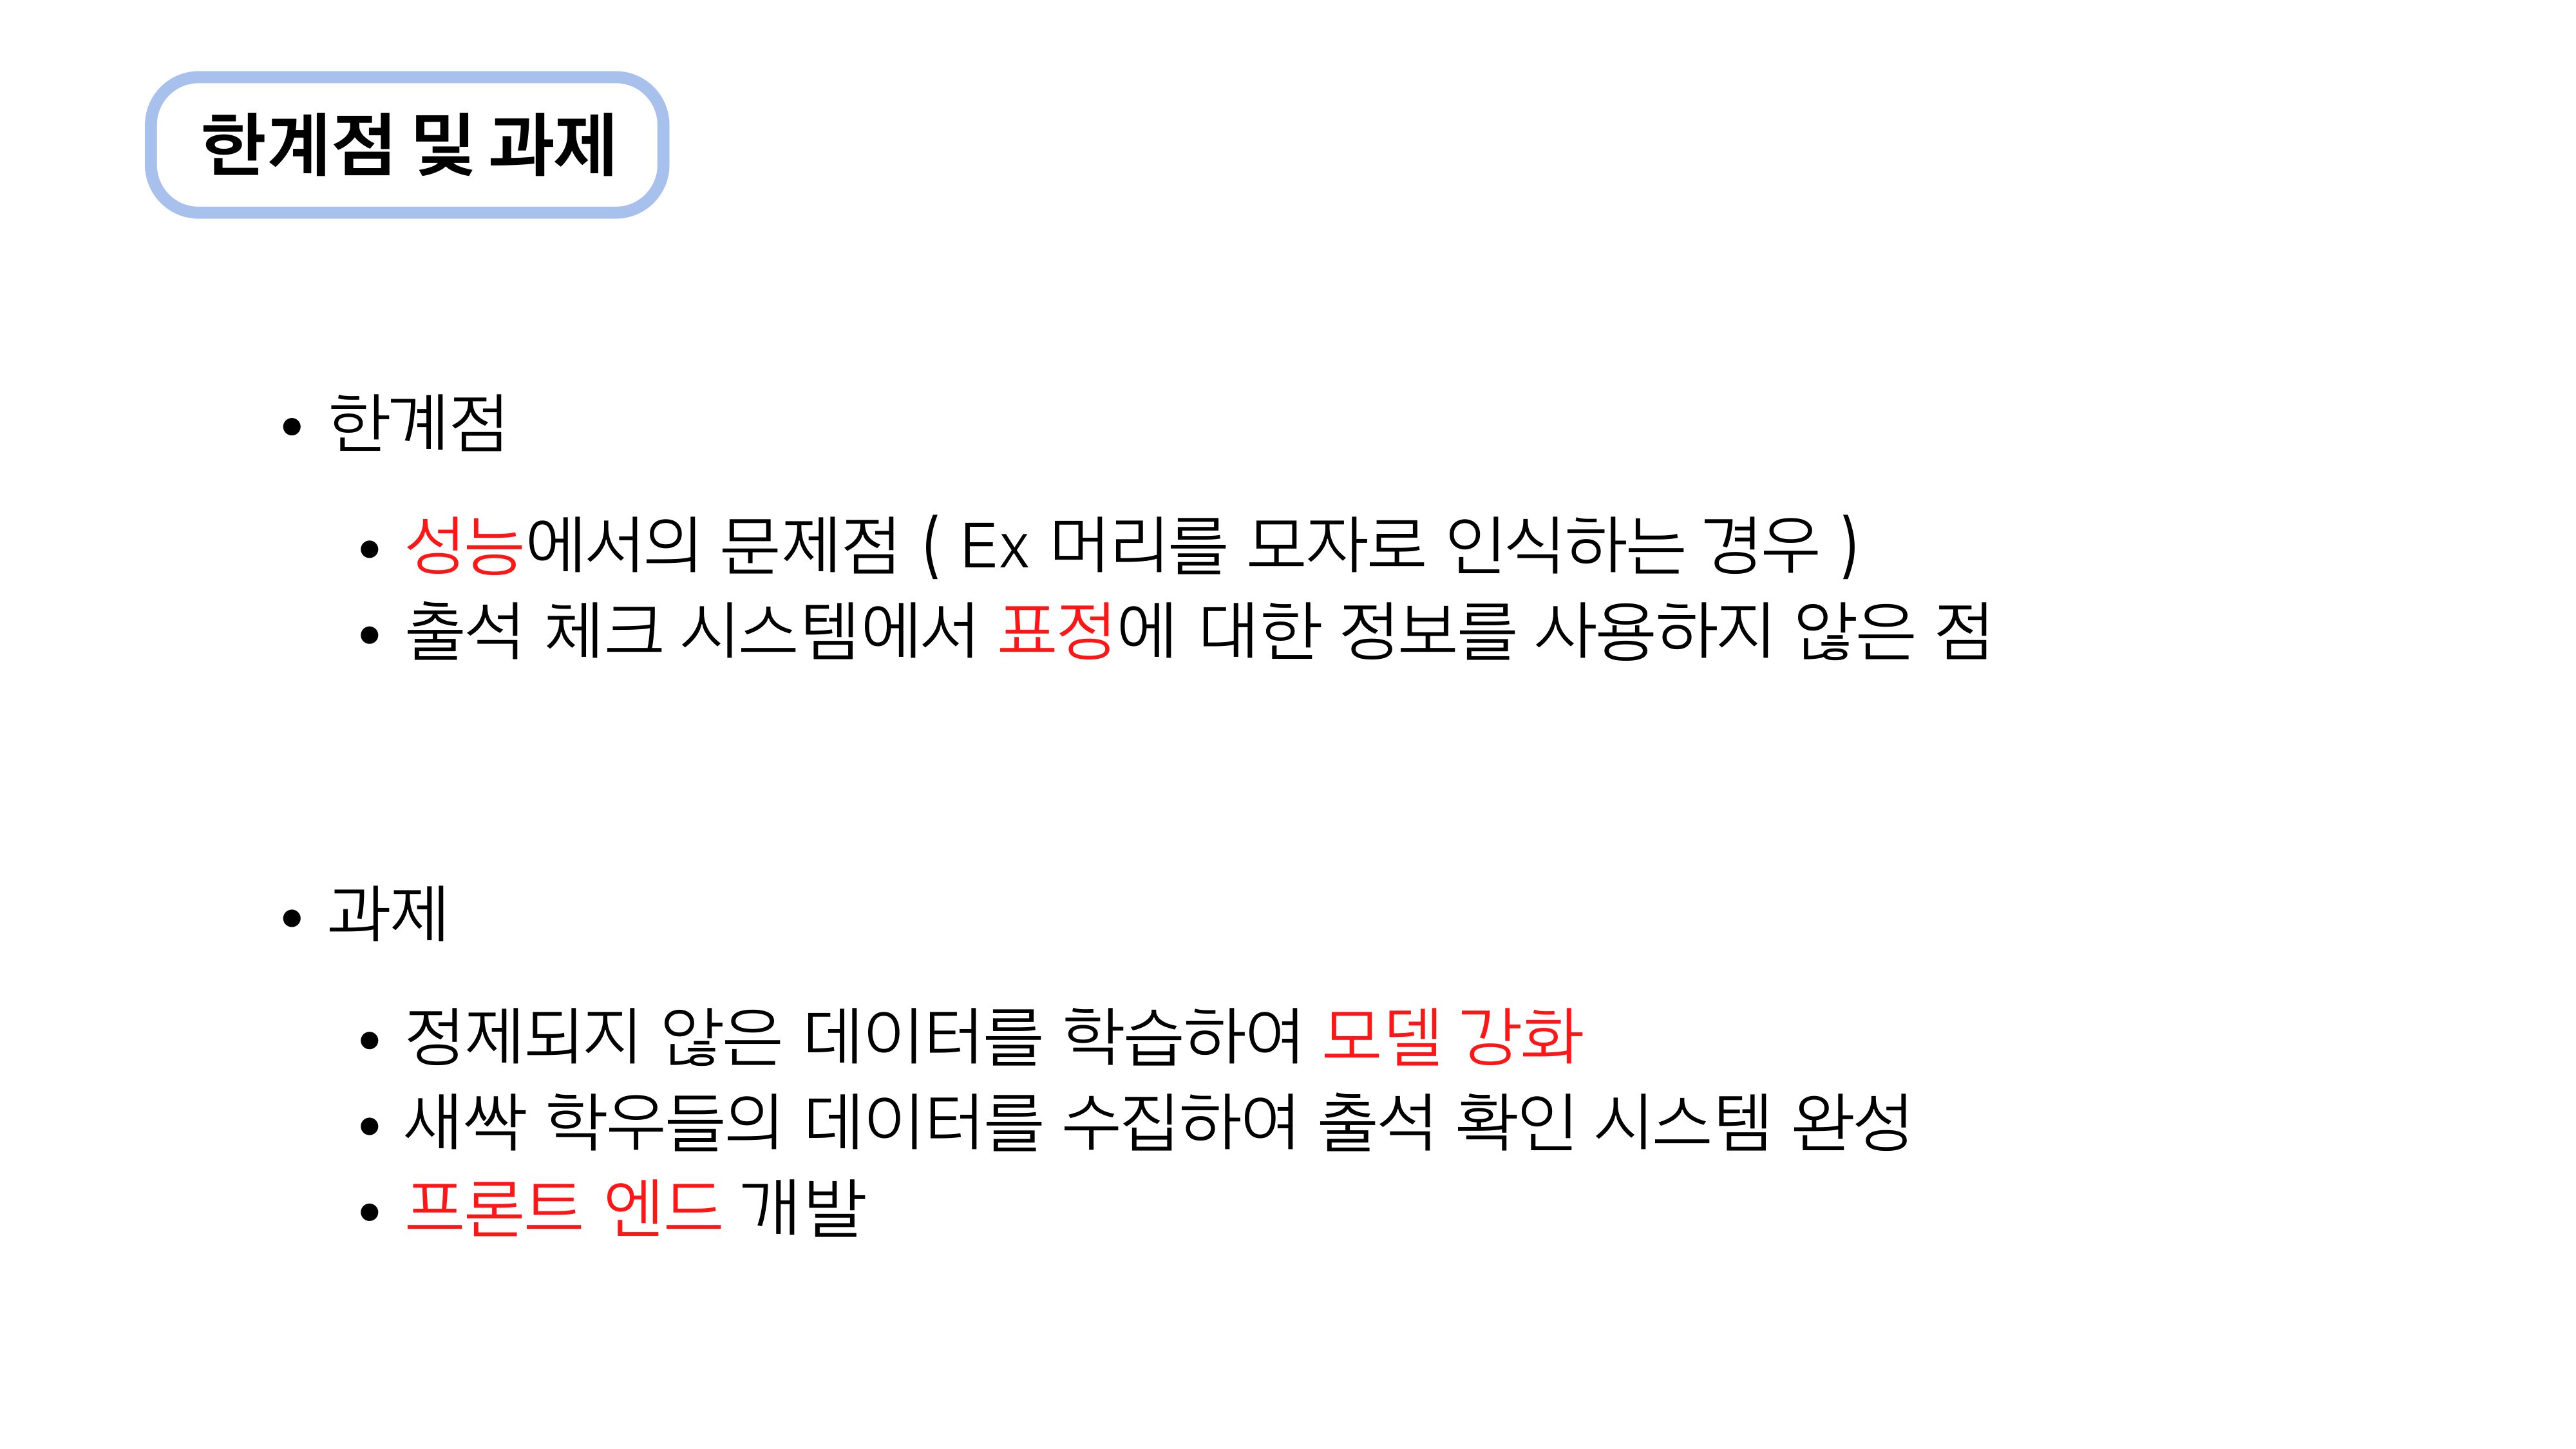 한계점 및 과제
• 한계점
• 성능에서의 문제점 ( Ex 머리를 모자로 인식하는 경우 )
• 출석 체크 시스템에서 표정에 대한 정보를 사용하지 않은 점
• 과제
• 정제되지 않은 데이터를 학습하여 모델 강화
• 새싹 학우들의 데이터를 수집하여 출석 확인 시스템 완성
• 프론트 엔드 개발